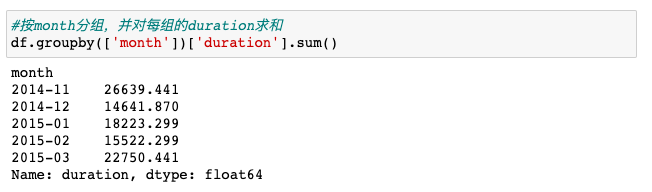 #按month分组，并对每组的duration求和
df.groupby(['month'])['duration'].sum()
month
2014-11    26639.441
2014-12    14641.870
2015-01    18223.299
2015-02    15522.299
2015-03    22750.441
Name: duration, dtype: float64